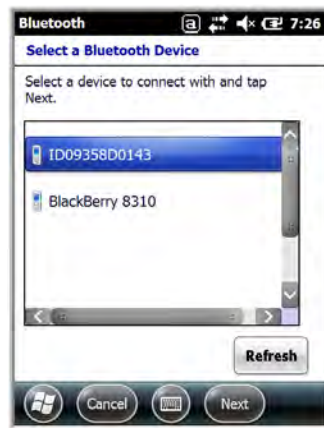 Bluetooth a 7:26
Select a Bluetooth Device
Select a device to connect with and tap
Next.
ID09358D0143
BlackBerry 8310
Refresh
Cancel Next